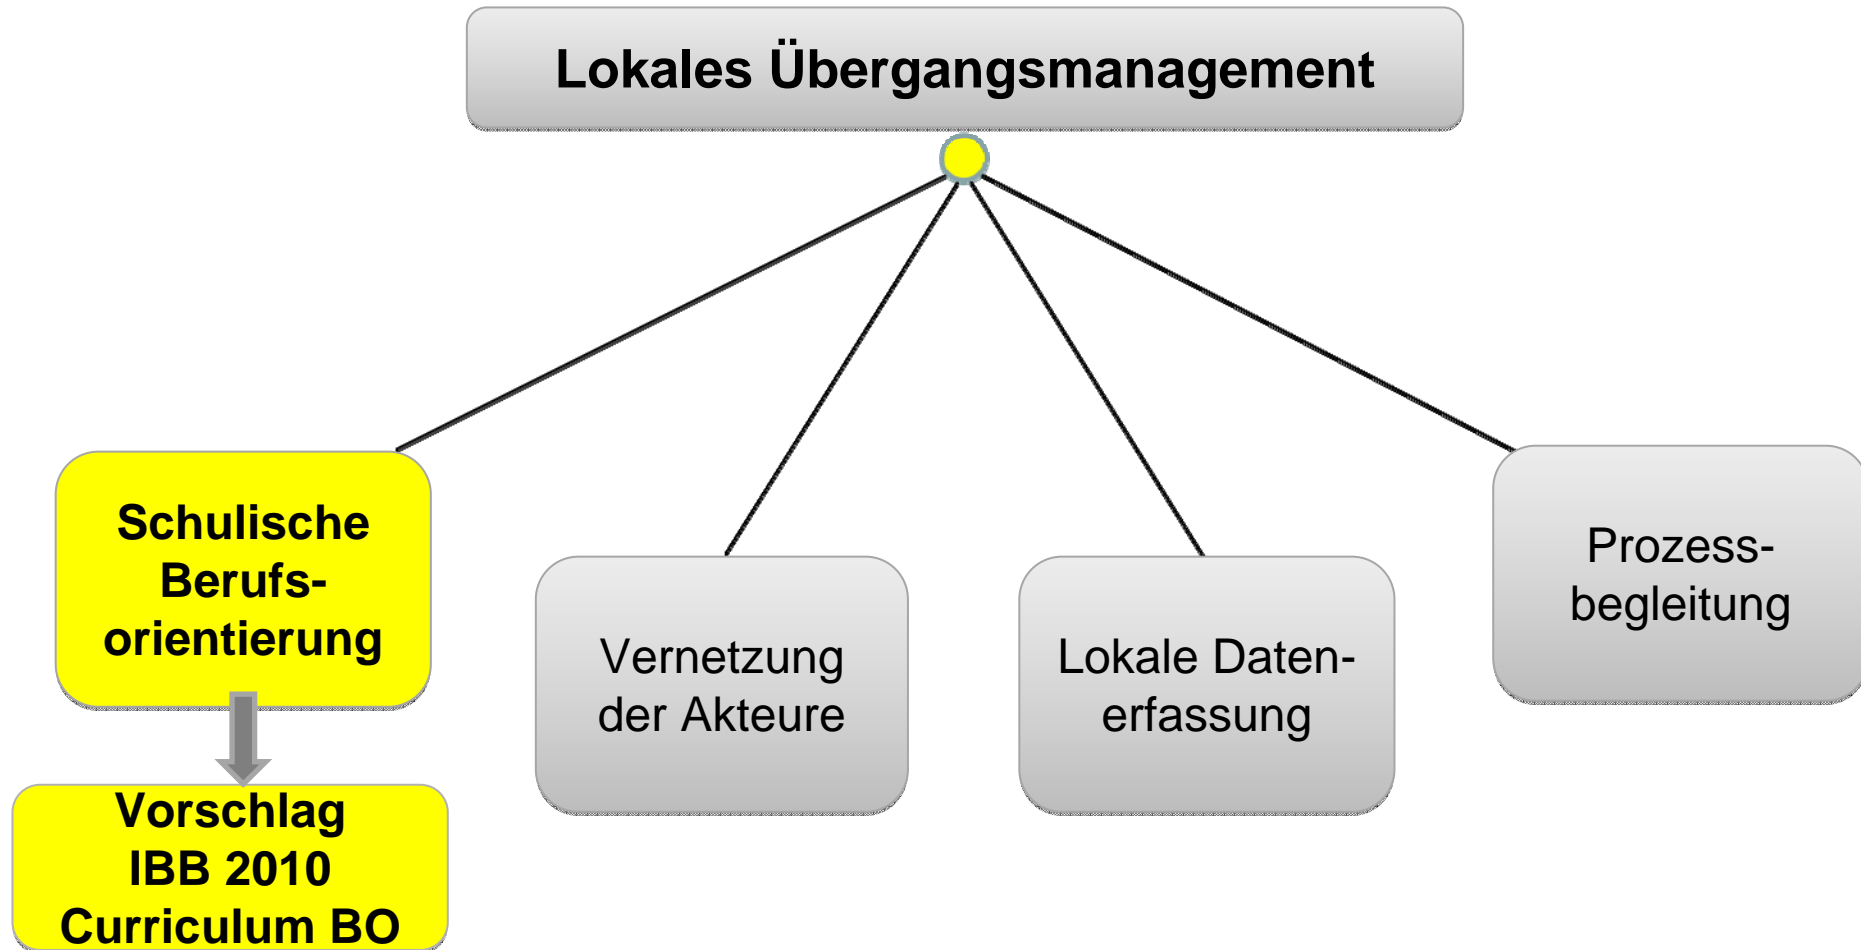 Lokales Übergangsmanagement
Schulische
Berufs-
orientierung
Vernetzung
der Akteure
Lokale Daten-
erfassung
Prozess-
begleitung
Vorschlag
IBB 2010
Curriculum BO